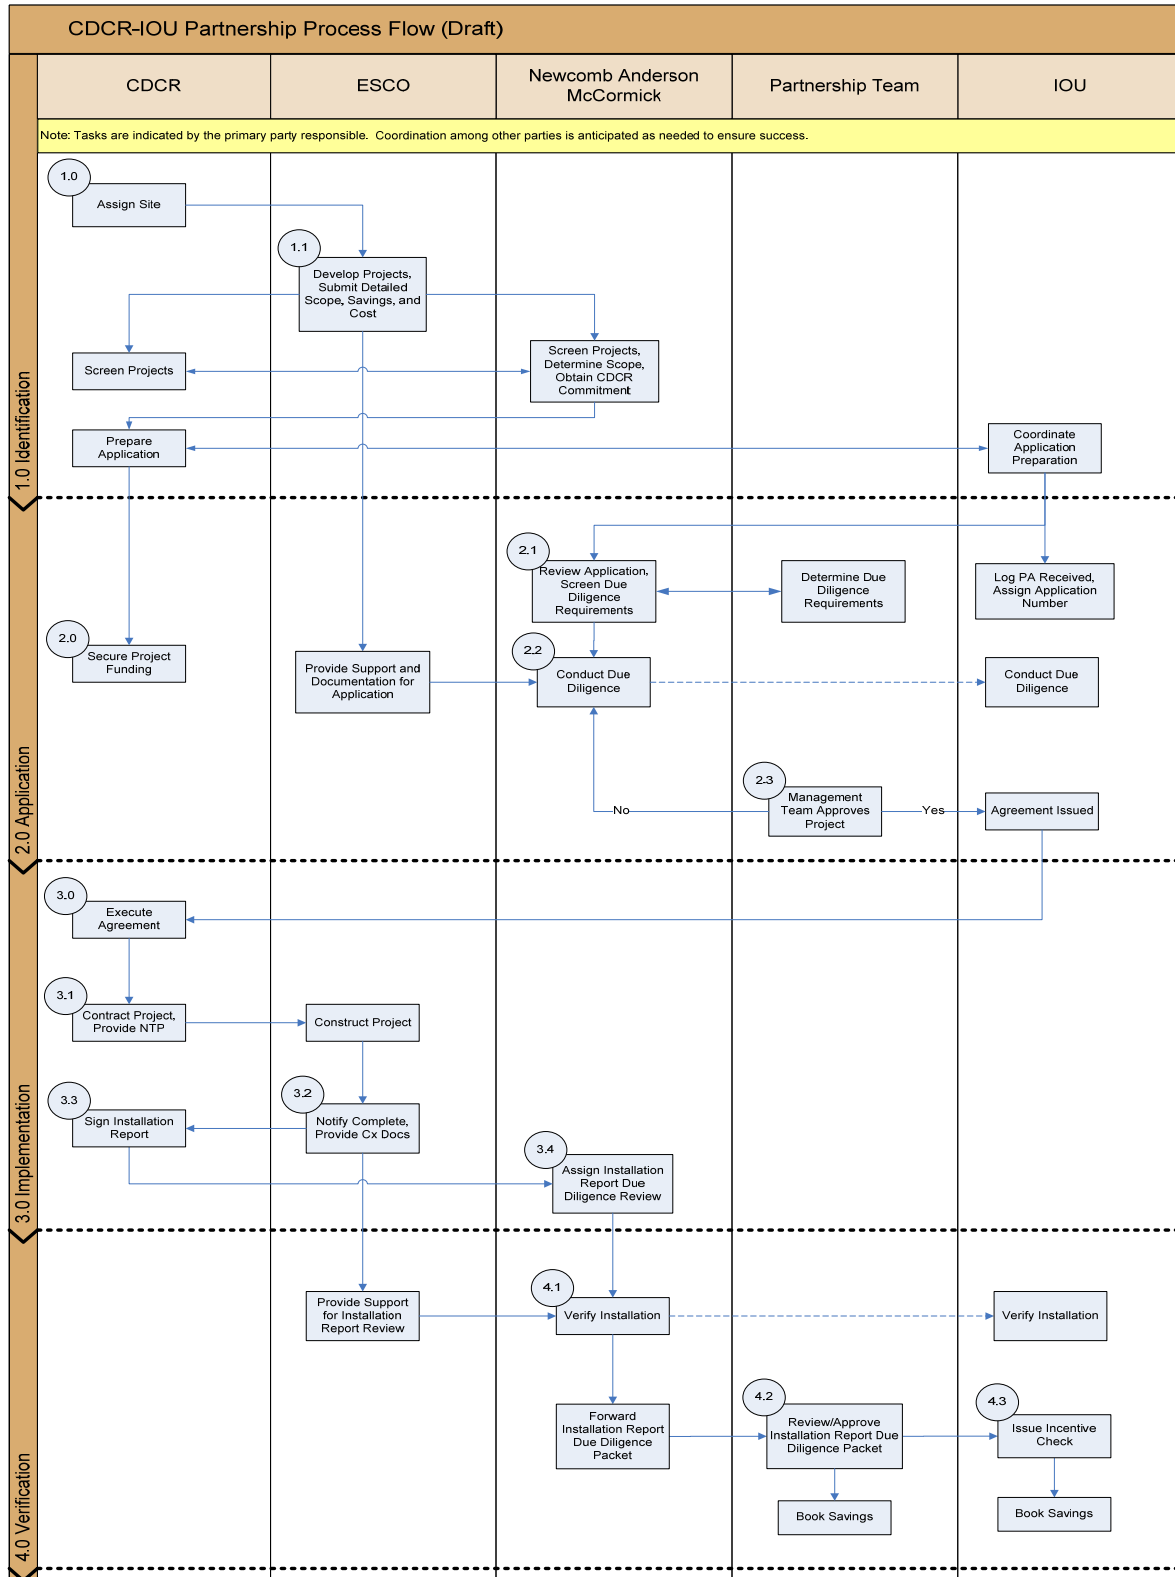 CDCR-IOU Partnership Process Flow (Draft)
CDCR
ESCO
Newcomb Anderson
McCormick
Partnership Team
IOU
Note: Tasks are indicated by the primary party responsible.  Coordination among other parties is anticipated as needed to ensure success.
1.0 Identification
1.0
Assign Site
1.1
Develop Projects,
Submit Detailed
Scope, Savings, and
Cost
Screen Projects
Screen Projects,
Determine Scope,
Obtain CDCR
Commitment
Prepare
Application
Coordinate
Application
Preparation
2.0 Application
2.1
Review Application,
Screen Due
Diligence
Requirements
Determine Due
Diligence
Requirements
Log PA Received,
Assign Application
Number
2.0
Secure Project
Funding
Provide Support and
Documentation for
Application
2.2
Conduct Due
Diligence
Conduct Due
Diligence
2.3
Management
Team Approves
Project
No
Yes
Agreement Issued
3.0 Implementation
3.0
Execute
Agreement
3.1
Contract Project,
Provide NTP
Construct Project
3.3
Sign Installation
Report
3.2
Notify Complete,
Provide Cx Docs
3.4
Assign Installation
Report Due
Diligence Review
4.0 Verification
Provide Support
for Installation
Report Review
4.1
Verify Installation
Verify Installation
Forward
Installation Report
Due Diligence
Packet
4.2
Review/Approve
Installation Report Due
Diligence Packet
4.3
Issue Incentive
Check
Book Savings
Book Savings